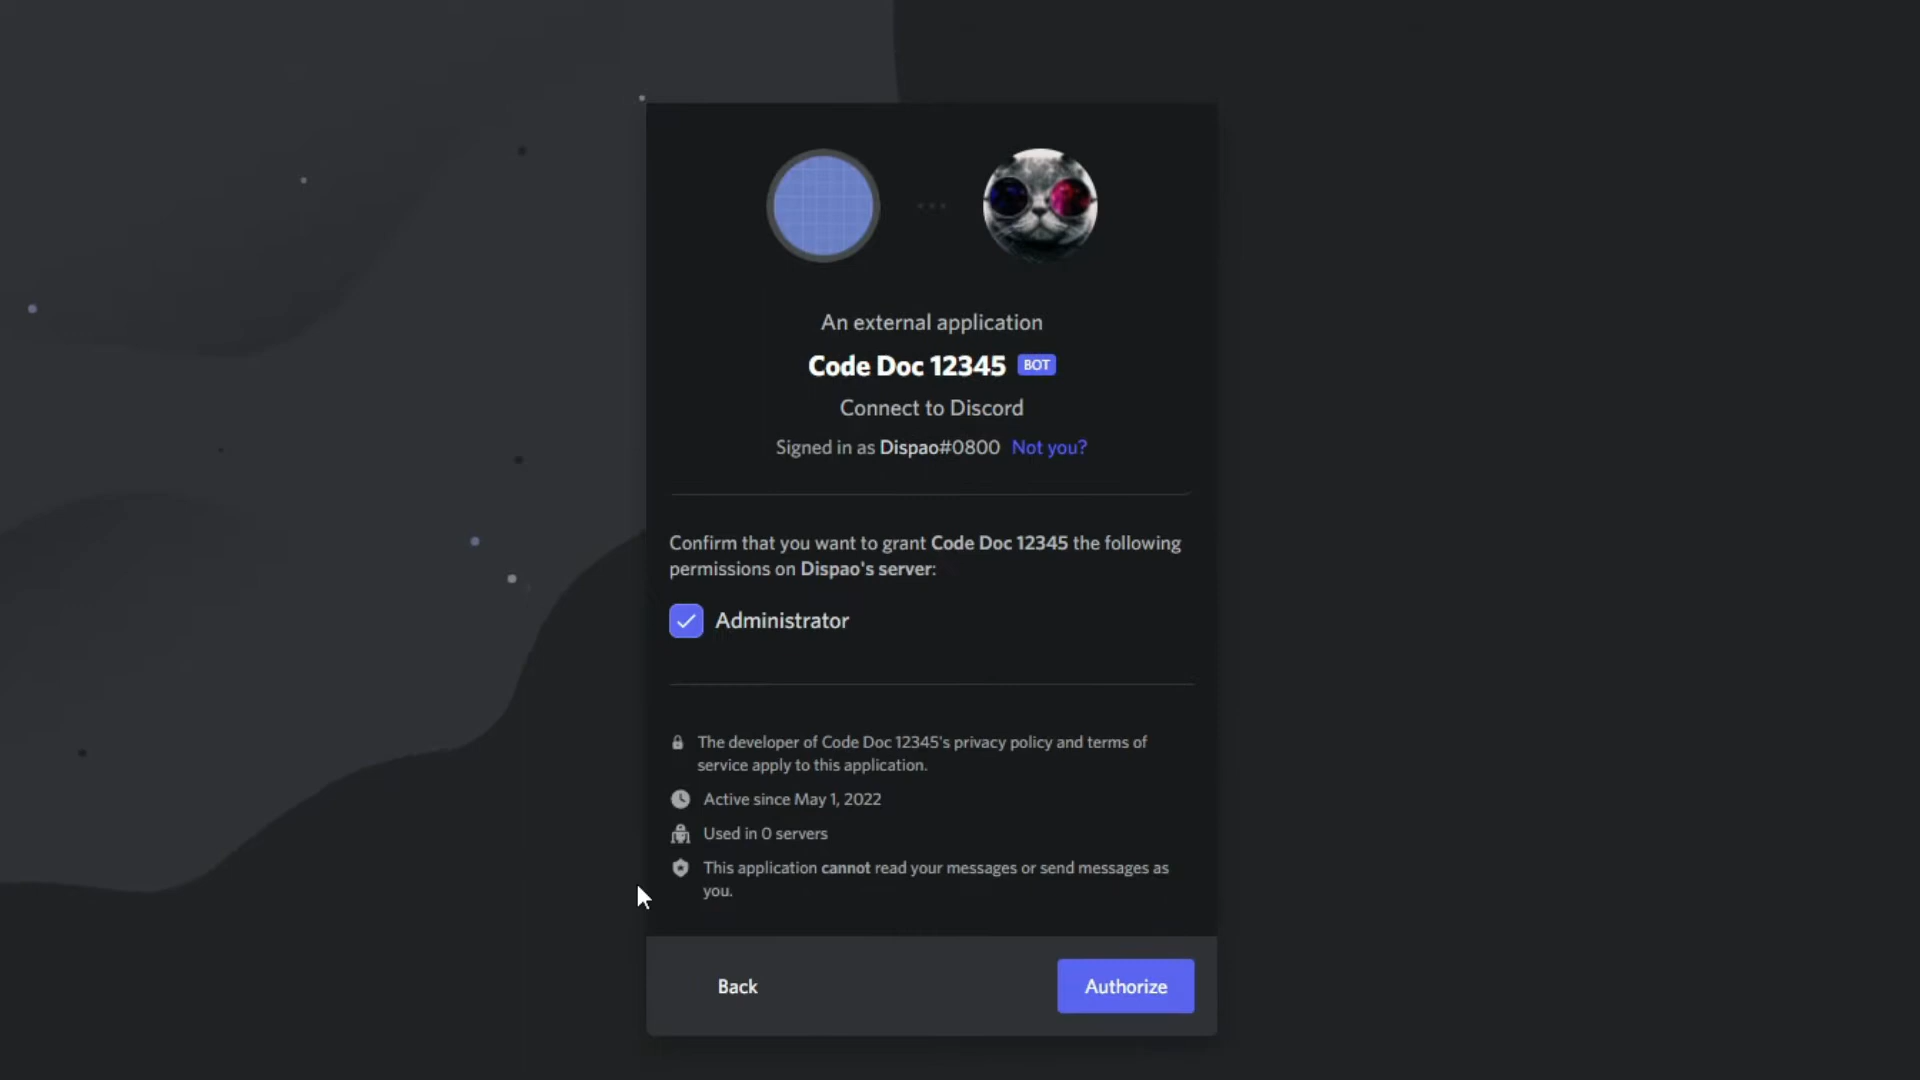 An external application
Code Doc 12345 BOT
Connect to Discord
Signed in as Dispao#0800 Not you?
Confirm that you want to grant Code Doc 12345 the following
permissions on Dispao's server:
Administrator
The developer of Code Doc 12345's privacy policy and terms of
service apply to this application.
Active since May 1, 2022
Used in 0 servers
This application cannot read your messages or send messages as
you.
Back Authorize